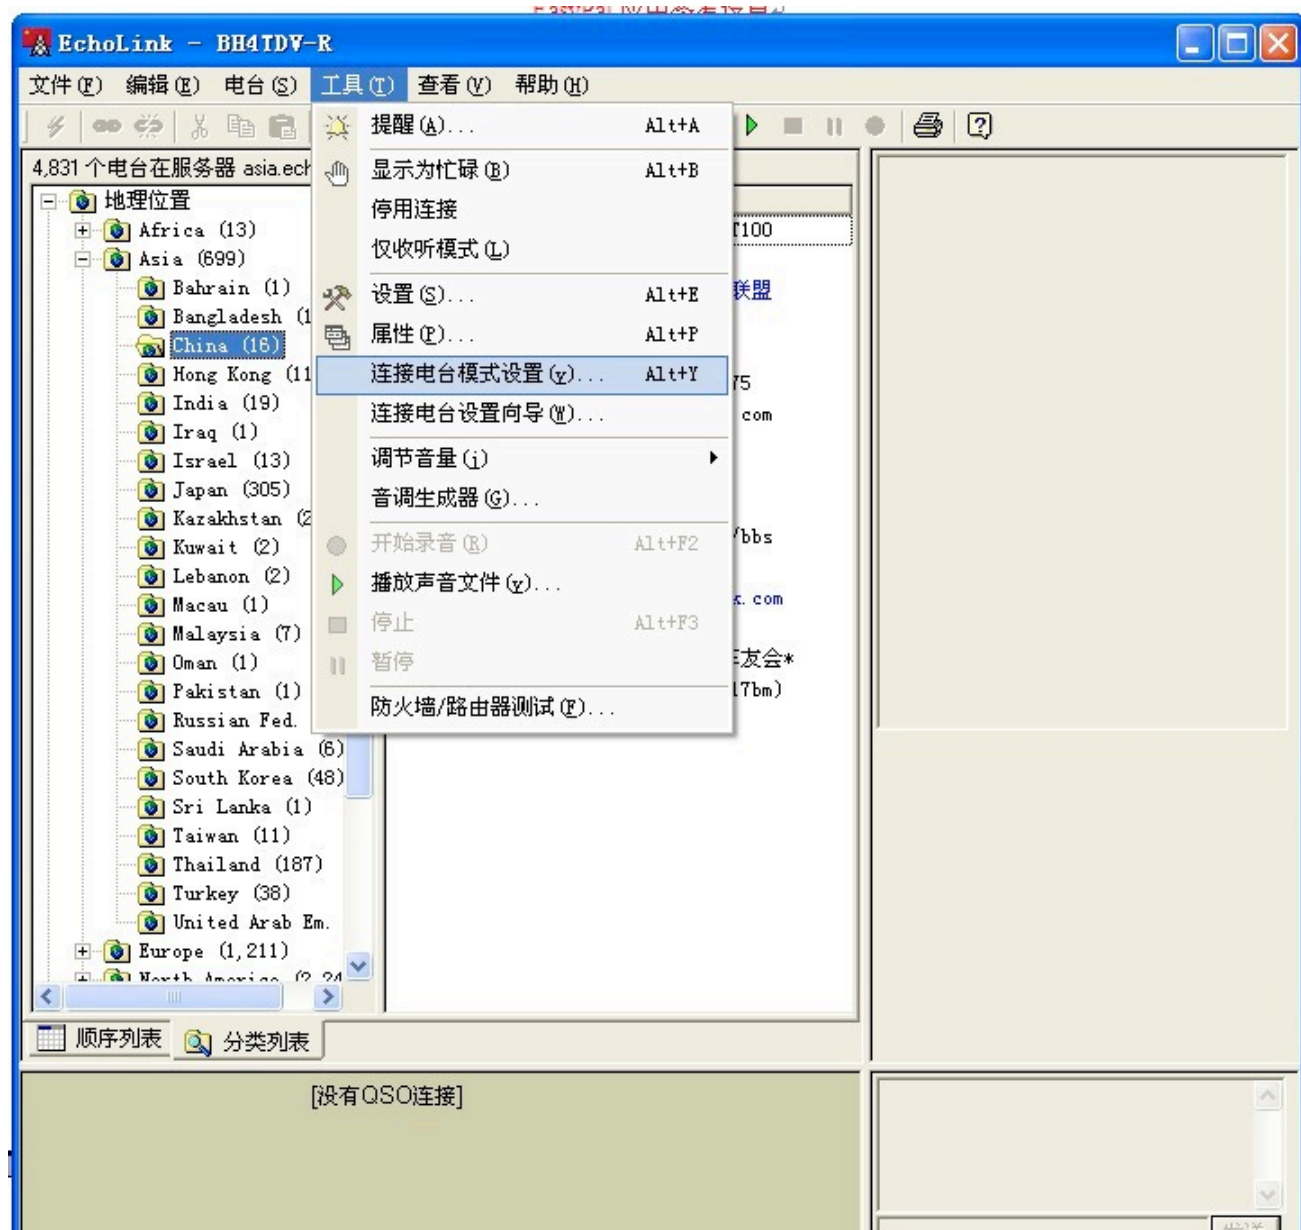 EasyPal
EchoLink - BH4TDV-R
文件(F) 编辑(E) 电台(S) 工具(T) 查看(V) 帮助(H)
提醒(A)... Alt+A
4,831 个电台在服务器 asia.ech
显示为忙碌(B) Alt+B
停用连接
仅收听模式(L)
设置(S)... Alt+E
属性(P)... Alt+P
连接电台模式设置(y)... Alt+Y
连接电台设置向导(W)...
调节音量(j)
音调生成器(G)...
开始录音(R) Alt+F2
播放声音文件(y)...
停止 Alt+F3
暂停
防火墙/路由器测试(F)...
地理位置
Africa (13)
Asia (699)
Bahrain (1)
Bangladesh (1
China (16)
Hong Kong (11
India (19)
Iraq (1)
Israel (13)
Japan (305)
Kazakhstan (2
Kuwait (2)
Lebanon (2)
Macau (1)
Malaysia (7)
Oman (1)
Pakistan (1)
Russian Fed.
Saudi Arabia (6)
South Korea (48)
Sri Lanka (1)
Taiwan (11)
Thailand (187)
Turkey (38)
United Arab Em.
Europe (1,211)
North America (2,24
T100
联盟
75
com
/bbs
x.com
友会*
17bm)
顺序列表 分类列表
[没有QSO连接]
发送